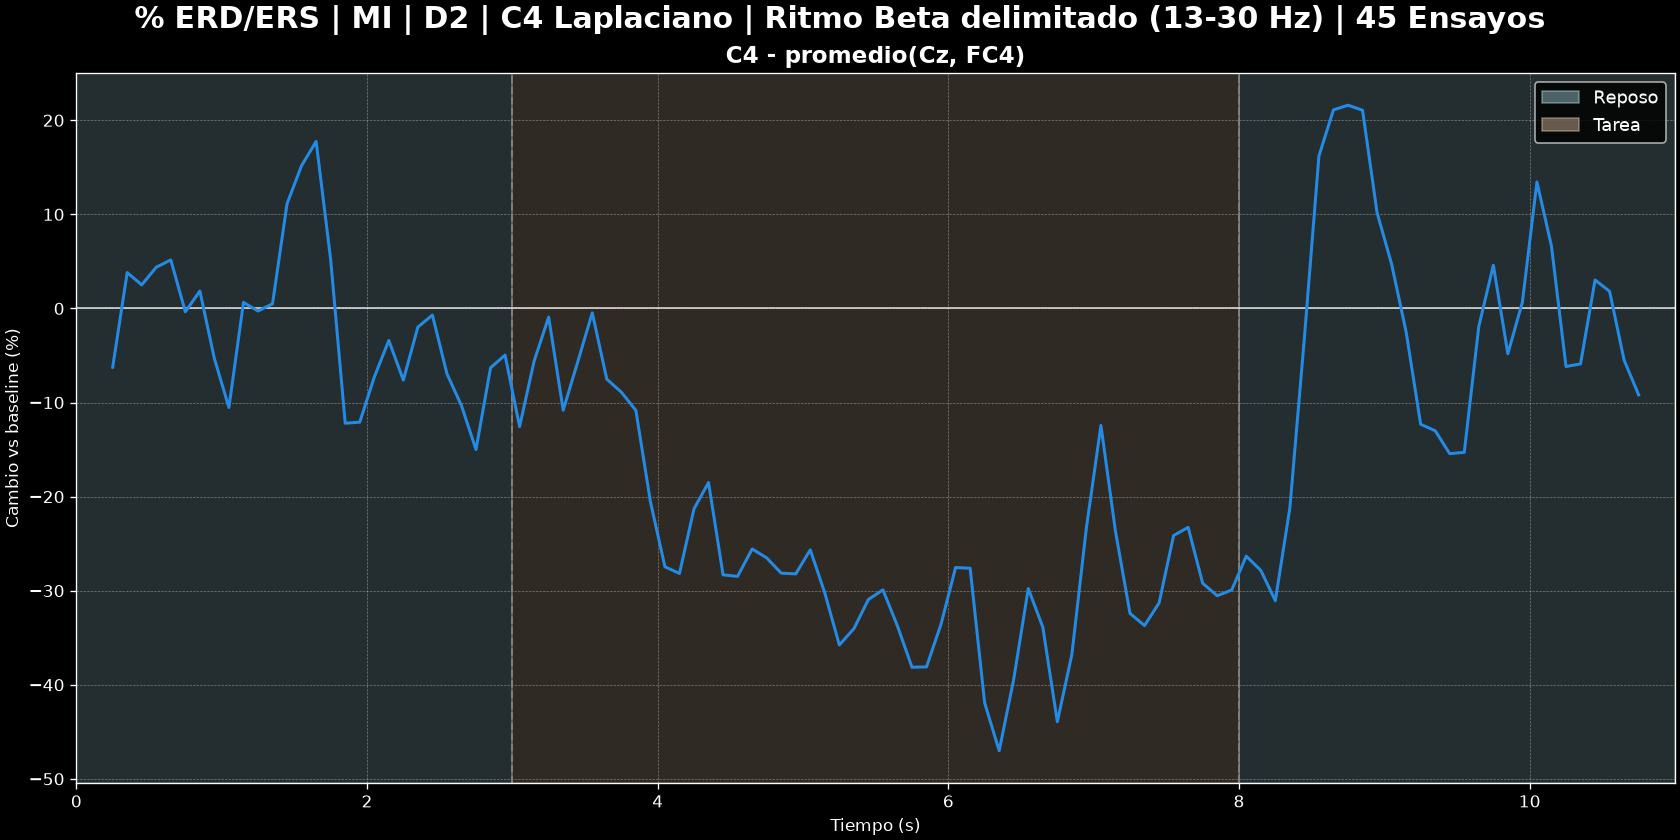 % ERD/ERS | MI | D2 | C4 Laplaciano | Ritmo Beta delimitado (13-30 Hz) | 45 Ensayos
C4 - promedio(Cz, FC4)
Reposo
Tarea
Cambio vs baseline (%)
20
10
0
−10
−20
−30
−40
−50
0 2 4 6 8 10
Tiempo (s)